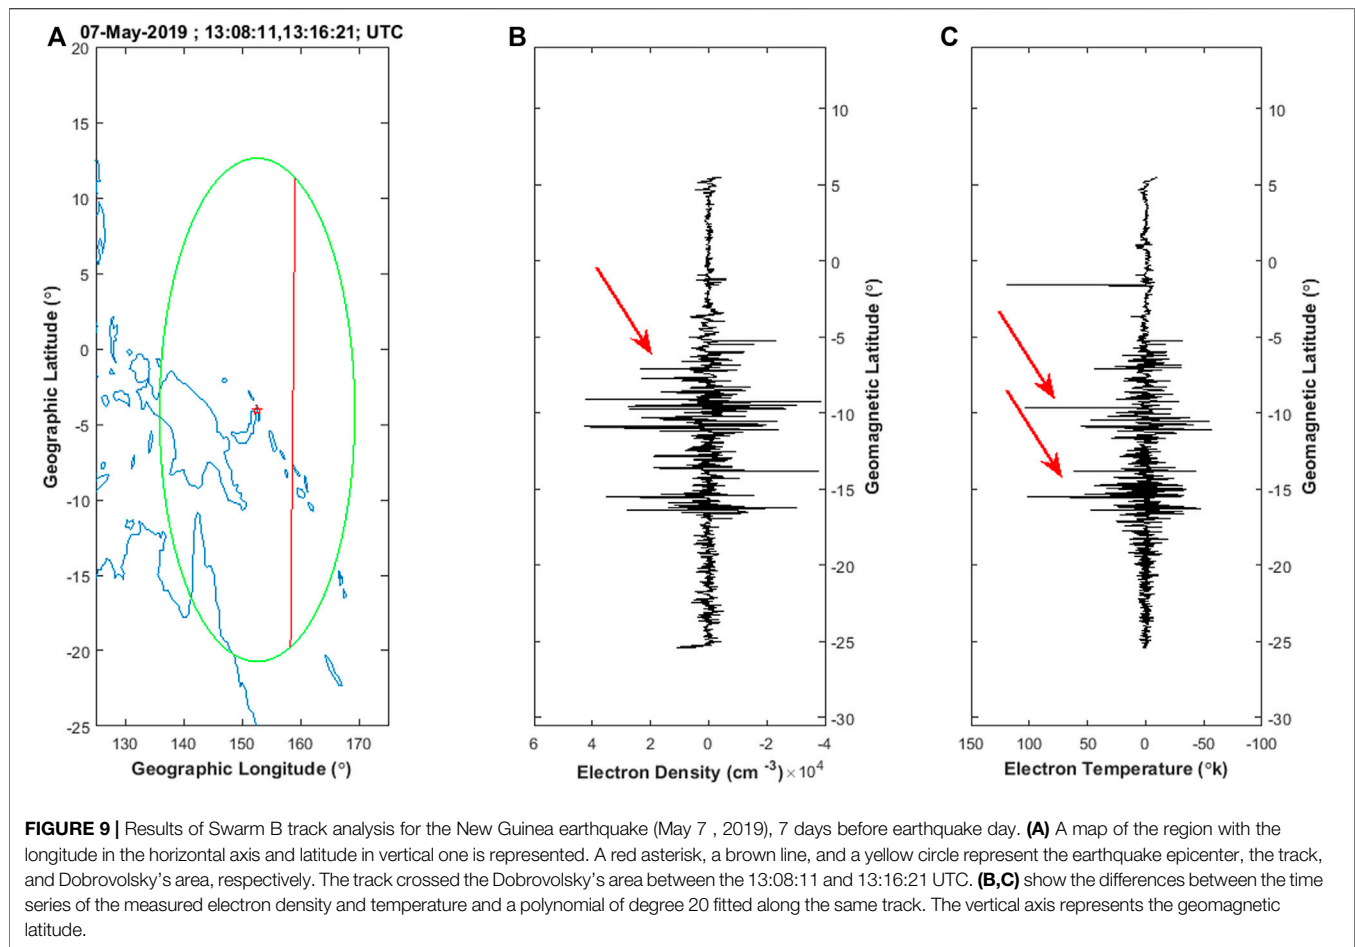 07-May-2019 ; 13:08:11,13:16:21; UTC
A
20
15
10
5
0
-5
-10
-15
-20
-25
Geographic Latitude (°)
130 140 150 160 170
Geographic Longitude (°)
B
10
5
0
-5
-10
-15
-20
-25
-30
Geomagnetic Latitude (°)
6 4 2 0 -2 -4
Electron Density (cm -3)×10 4
C
10
5
0
-5
-10
-15
-20
-25
-30
Geomagnetic Latitude (°)
150 100 50 0 -50 -100
Electron Temperature (°k)
FIGURE 9 | Results of Swarm B track analysis for the New Guinea earthquake (May 7 , 2019), 7 days before earthquake day. (A) A map of the region with the
longitude in the horizontal axis and latitude in vertical one is represented. A red asterisk, a brown line, and a yellow circle represent the earthquake epicenter, the track,
and Dobrovolsky's area, respectively. The track crossed the Dobrovolsky's area between the 13:08:11 and 13:16:21 UTC. (B,C) show the differences between the time
series of the measured electron density and temperature and a polynomial of degree 20 fitted along the same track. The vertical axis represents the geomagnetic
latitude.